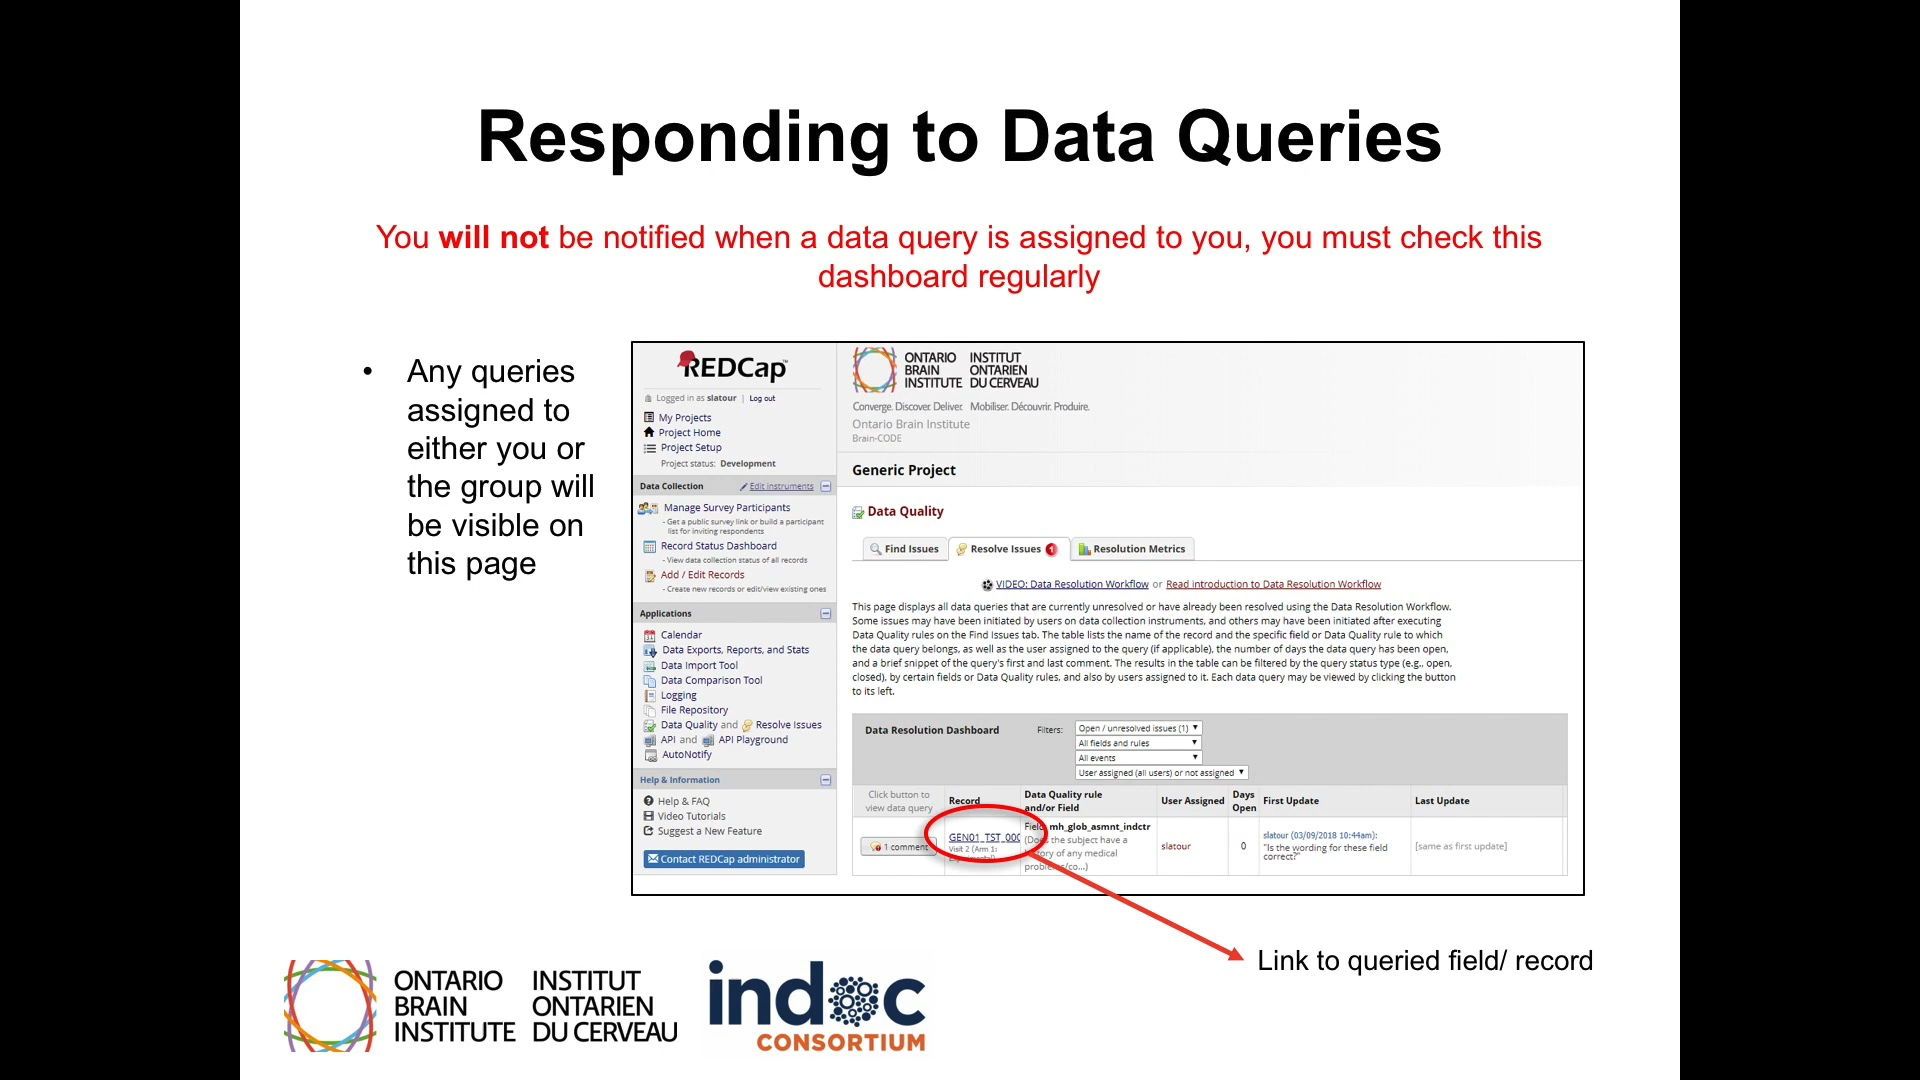 Responding to Data Queries
You will not be notified when a data query is assigned to you, you must check this
dashboard regularly
• Any queries
assigned to
either you or
the group will
be visible on
this page
REDCap™
Logged in as slatour | Log out
My Projects
Project Home
Project Setup
Project status: Development
Data Collection Edit instruments
Manage Survey Participants
- Get a public survey link or build a participant
list for inviting respondents
Record Status Dashboard
- View data collection status of all records
Add / Edit Records
- Create new records or edit/view existing ones
Applications
Calendar
Data Exports, Reports, and Stats
Data Import Tool
Data Comparison Tool
Logging
File Repository
Data Quality and Resolve Issues
API and API Playground
AutoNotify
Help & Information
Help & FAQ
Video Tutorials
Suggest a New Feature
Contact REDCap administrator
ONTARIO INSTITUT
BRAIN ONTARIEN
INSTITUTE DU CERVEAU
Converge. Discover. Deliver. Mobiliser. Découvrir. Produire.
Ontario Brain Institute
Brain-CODE
Generic Project
Data Quality
Find Issues Resolve Issues 1 Resolution Metrics
VIDEO: Data Resolution Workflow or Read introduction to Data Resolution Workflow
This page displays all data queries that are currently unresolved or have already been resolved using the Data Resolution Workflow.
Some issues may have been initiated by users on data collection instruments, and others may have been initiated after executing
Data Quality rules on the Find Issues tab. The table lists the name of the record and the specific field or Data Quality rule to which
the data query belongs, as well as the user assigned to the query (if applicable), the number of days the data query has been open,
and a brief snippet of the query's first and last comment. The results in the table can be filtered by the query status type (e.g., open,
closed), by certain fields or Data Quality rules, and also by users assigned to it. Each data query may be viewed by clicking the button
to its left.
Data Resolution Dashboard Filters: Open / unresolved issues (1)
All fields and rules
All events
User assigned (all users) or not assigned
Click button to
view data query
Record
Data Quality rule
and/or Field
User Assigned
Days
Open
First Update
Last Update
1 comment
GEN01_TST_000
Visit 2 (Arm 1:
Field: mh_glob_asmnt_indctr
the subject have a
of any medical
slatour
0
slatour (03/09/2018 10:44am):
"Is the wording for these field
correct?"
[same as first update]
Link to queried field/ record
ONTARIO INSTITUT
BRAIN ONTARIEN
INSTITUTE DU CERVEAU
indoc
CONSORTIUM